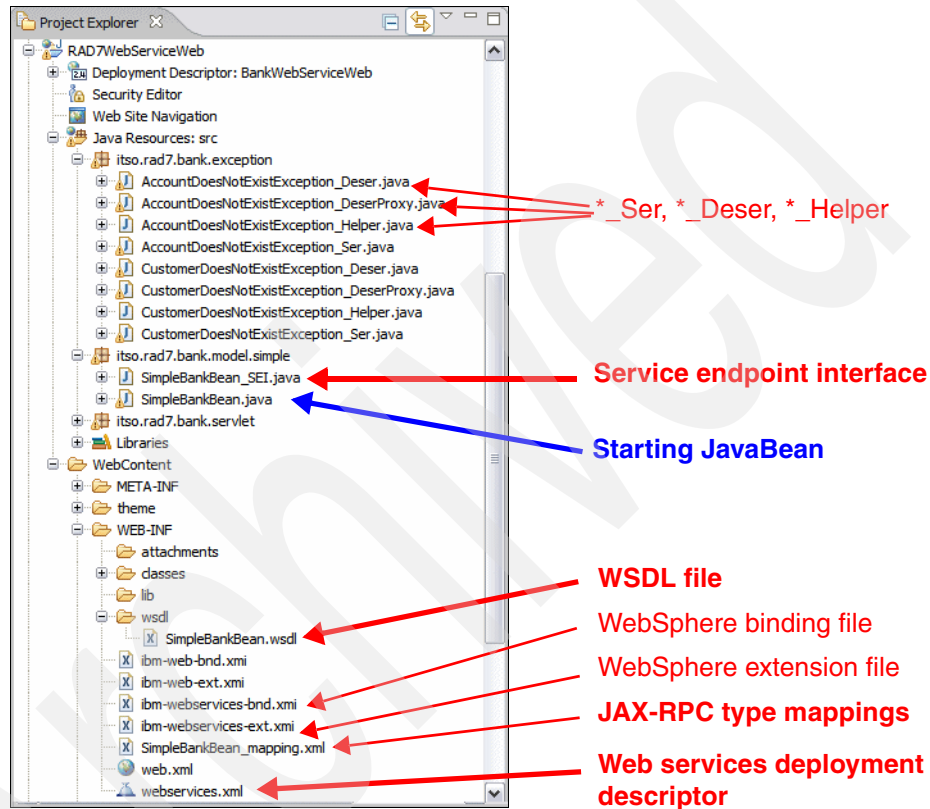 Project Explorer
RAD7WebServiceWeb
2.4 Deployment Descriptor: BankWebServiceWeb
Security Editor
Web Site Navigation
Java Resources: src
itso.rad7.bank.exception
AccountDoesNotExistException_Deser.java
AccountDoesNotExistException_DeserProxy.java
*_Ser, *_Deser, *_Helper
AccountDoesNotExistException_Helper.java
AccountDoesNotExistException_Ser.java
CustomerDoesNotExistException_Deser.java
CustomerDoesNotExistException_DeserProxy.java
CustomerDoesNotExistException_Helper.java
CustomerDoesNotExistException_Ser.java
itso.rad7.bank.model.simple
SimpleBankBean_SEI.java
Service endpoint interface
SimpleBankBean.java
itso.rad7.bank.servlet
Libraries
Starting JavaBean
WebContent
META-INF
theme
WEB-INF
attachments
classes
lib
WSDL file
wsdl
SimpleBankBean.wsdl
WebSphere binding file
ibm-web-bnd.xmi
ibm-web-ext.xmi
WebSphere extension file
ibm-webservices-bnd.xmi
ibm-webservices-ext.xmi
JAX-RPC type mappings
SimpleBankBean_mapping.xml
web.xml
webservices.xml
Web services deployment
descriptor
archived